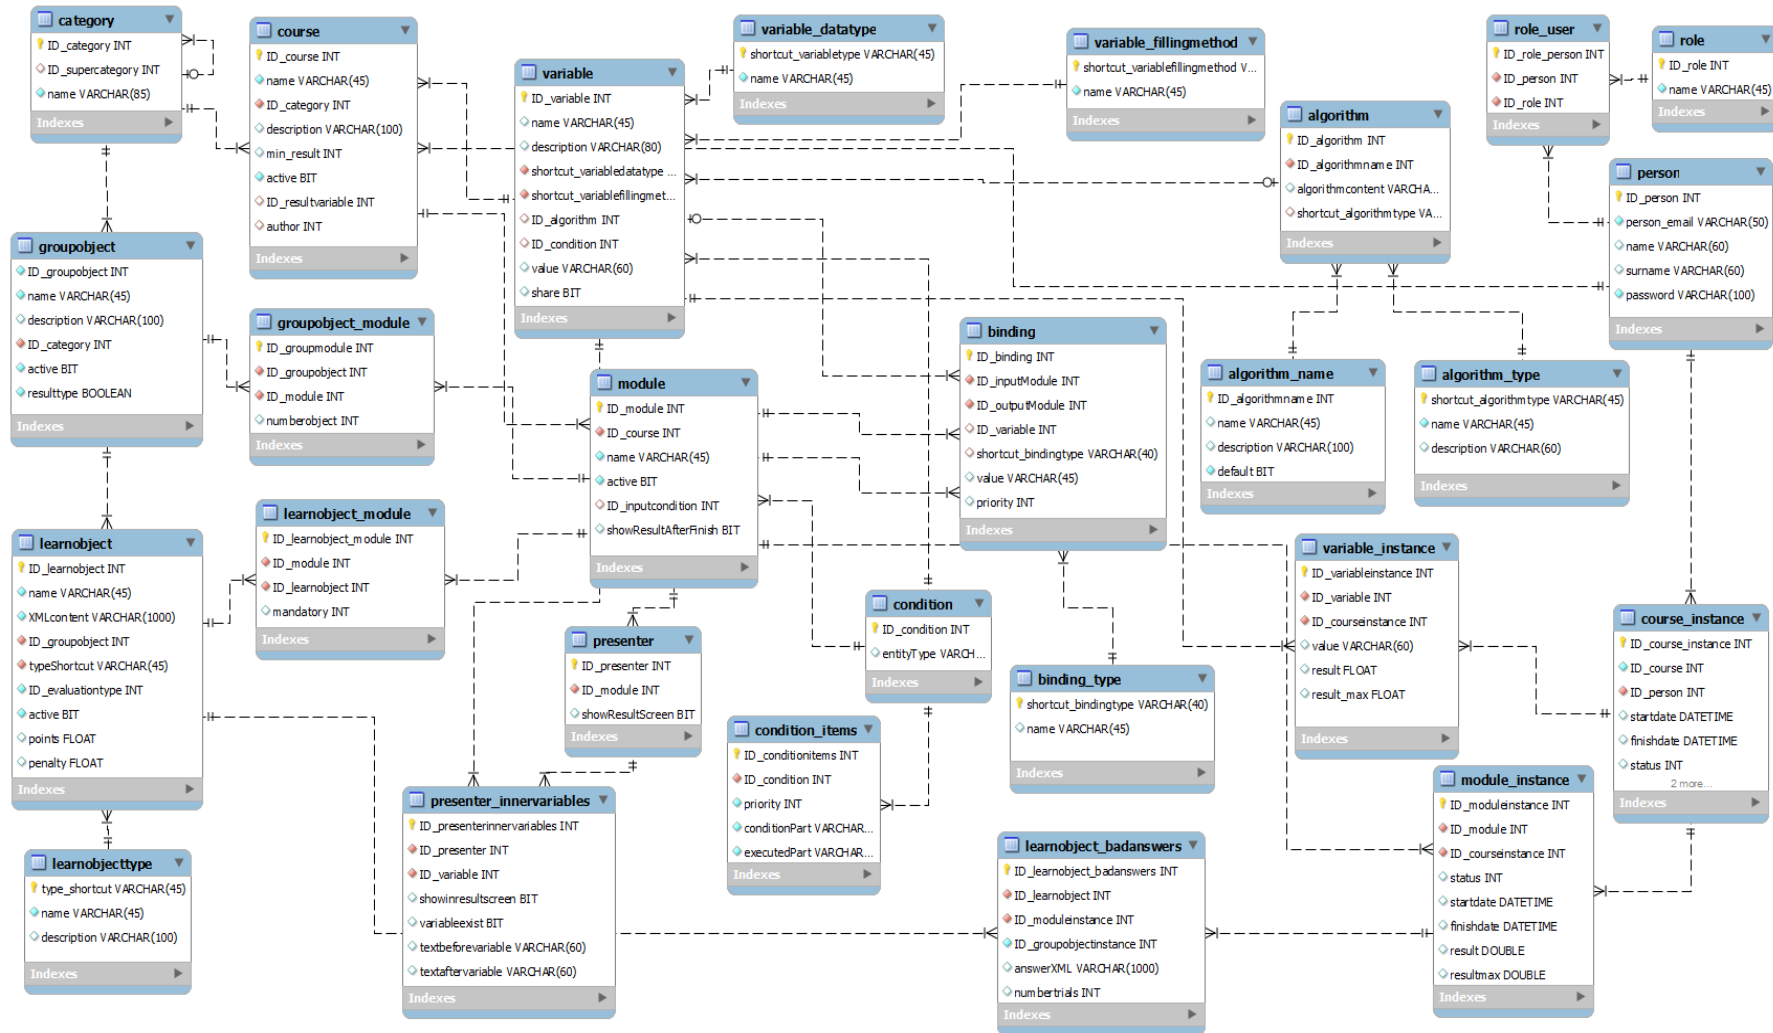 category
ID_category INT
ID_supercategory INT
name VARCHAR(85)
Indexes
course
ID_course INT
name VARCHAR(45)
ID_category INT
description VARCHAR(100)
min_result INT
active BIT
ID_resultvariable INT
author INT
Indexes
variable
ID_variable INT
name VARCHAR(45)
description VARCHAR(80)
shortcut_variabledatatype ...
shortcut_variablefillingmet...
ID_algorithm INT
ID_condition INT
value VARCHAR(60)
share BIT
Indexes
variable_datatype
shortcut_variabletype VARCHAR(45)
name VARCHAR(45)
Indexes
variable_fillingmethod
shortcut_variablefillingmethod V...
name VARCHAR(45)
Indexes
algorithm
ID_algorithm INT
ID_algorithmname INT
algorithmcontent VARCHA...
shortcut_algorithmtype VA...
Indexes
role_user
ID_role_person INT
ID_person INT
ID_role INT
Indexes
role
ID_role INT
name VARCHAR(45)
Indexes
person
ID_person INT
person_email VARCHAR(50)
name VARCHAR(60)
surname VARCHAR(60)
password VARCHAR(100)
Indexes
groupobject
ID_groupobject INT
name VARCHAR(45)
description VARCHAR(100)
ID_category INT
active BIT
resulttype BOOLEAN
Indexes
groupobject_module
ID_groupmodule INT
ID_groupobject INT
ID_module INT
numberobject INT
Indexes
module
ID_module INT
ID_course INT
name VARCHAR(45)
active BIT
ID_inputcondition INT
showResultAfterFinish BIT
Indexes
binding
ID_binding INT
ID_inputModule INT
ID_outputModule INT
ID_variable INT
shortcut_bindingtype VARCHAR(40)
value VARCHAR(45)
priority INT
Indexes
algorithm_name
ID_algorithmname INT
name VARCHAR(45)
description VARCHAR(100)
default BIT
Indexes
algorithm_type
shortcut_algorithmtype VARCHAR(45)
name VARCHAR(45)
description VARCHAR(60)
Indexes
learnobject
ID_learnobject INT
name VARCHAR(45)
XMLcontent VARCHAR(1000)
ID_groupobject INT
typeShortcut VARCHAR(45)
ID_evaluationtype INT
active BIT
points FLOAT
penalty FLOAT
Indexes
learnobject_module
ID_learnobject_module INT
ID_module INT
ID_learnobject INT
mandatory INT
Indexes
presenter
ID_presenter INT
ID_module INT
showResultScreen BIT
Indexes
condition
ID_condition INT
entityType VARCH...
Indexes
variable_instance
ID_variableinstance INT
ID_variable INT
ID_courseinstance INT
value VARCHAR(60)
result FLOAT
result_max FLOAT
Indexes
course_instance
ID_course_instance INT
ID_course INT
ID_person INT
startdate DATETIME
finishdate DATETIME
status INT
2 more...
Indexes
binding_type
shortcut_bindingtype VARCHAR(40)
name VARCHAR(45)
Indexes
condition_items
ID_conditionitems INT
ID_condition INT
priority INT
conditionPart VARCHAR...
executedPart VARCHAR...
Indexes
module_instance
ID_moduleinstance INT
ID_module INT
ID_courseinstance INT
status INT
startdate DATETIME
finishdate DATETIME
result DOUBLE
resultmax DOUBLE
Indexes
presenter_innervariables
ID_presenterinnervariables INT
ID_presenter INT
ID_variable INT
showinresultscreen BIT
variableexist BIT
textbeforevariable VARCHAR(60)
textaftervariable VARCHAR(60)
Indexes
learnobject_badanswers
ID_learnobject_badanswers INT
ID_learnobject INT
ID_moduleinstance INT
ID_groupobjectinstance INT
answerXML VARCHAR(1000)
numbertrials INT
Indexes
learnobjecttype
type_shortcut VARCHAR(45)
name VARCHAR(45)
description VARCHAR(100)
Indexes